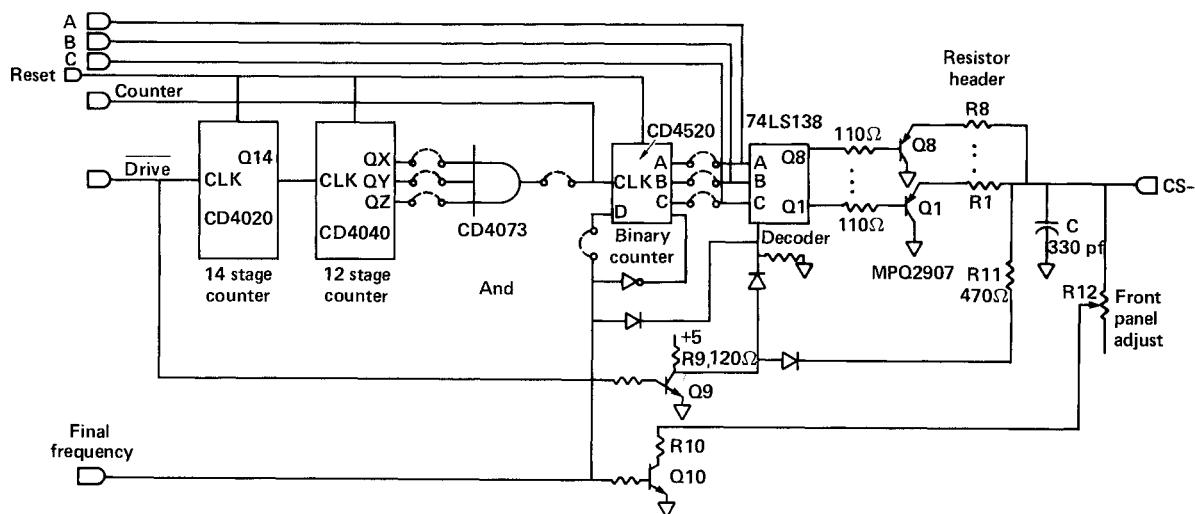 A
B
C
Reset
Counter
Drive
Q14
CLK
CD4020
14 stage
counter
QX
CLK QY
QZ
CD4040
12 stage
counter
CD4073
And
CD4520
A
CLK B
C
D
Binary
counter
74LS138
A Q8
B
C Q1
Decoder
110Ω
110Ω
Q8
Q1
MPQ2907
Resistor
header
R8
R1
CS-
C
330 pf
R11
470Ω
R12
Front
panel
adjust
+5
R9,120Ω
Q9
R10
Q10
Final
frequency